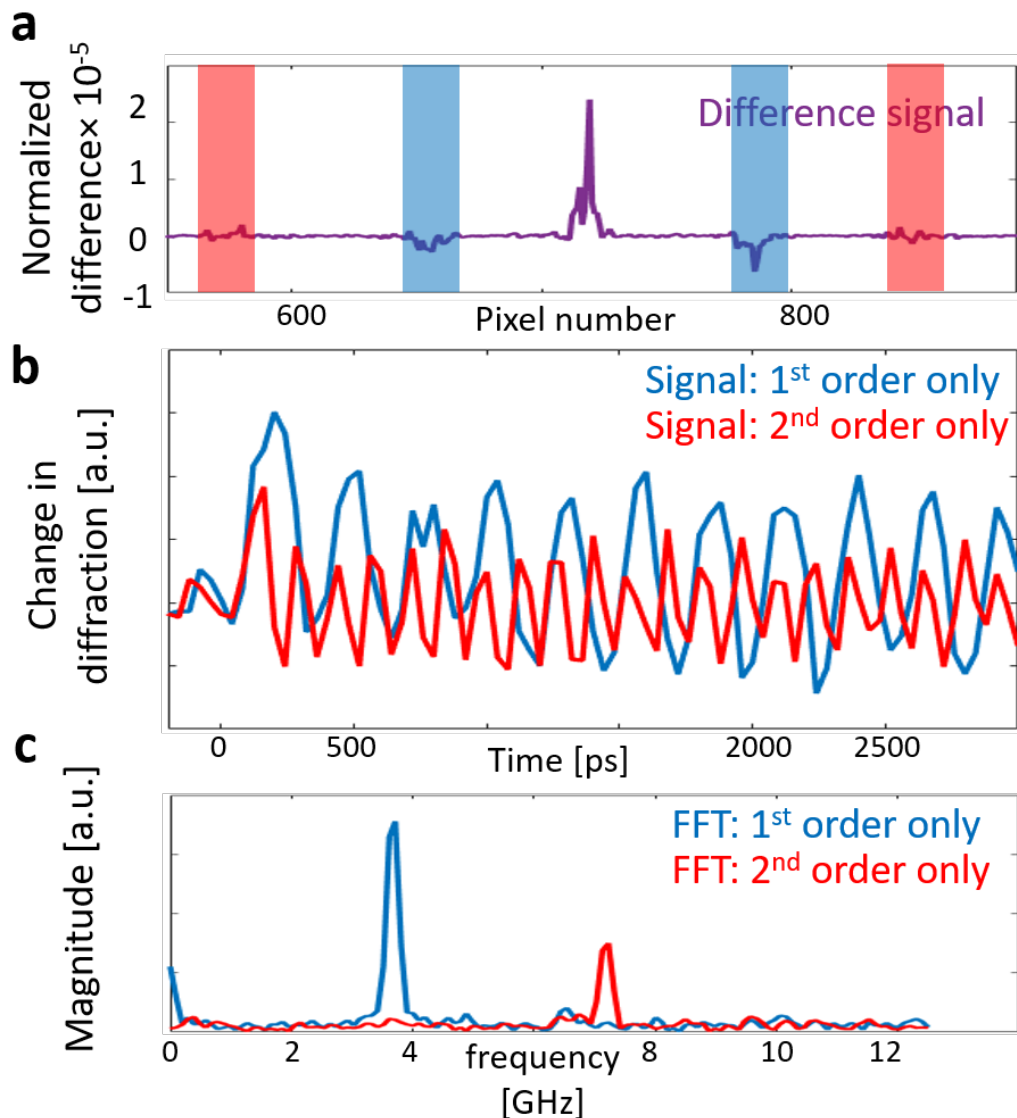 a
Normalized
difference× 10⁻⁵
2
1
0
-1
Difference signal
600
Pixel number
800
b
Change in
diffraction [a.u.]
Signal: 1ˢᵗ order only
Signal: 2ⁿᵈ order only
0
500
Time [ps]
2000
2500
c
Magnitude [a.u.]
FFT: 1ˢᵗ order only
FFT: 2ⁿᵈ order only
0
2
4
frequency
8
10
12
[GHz]